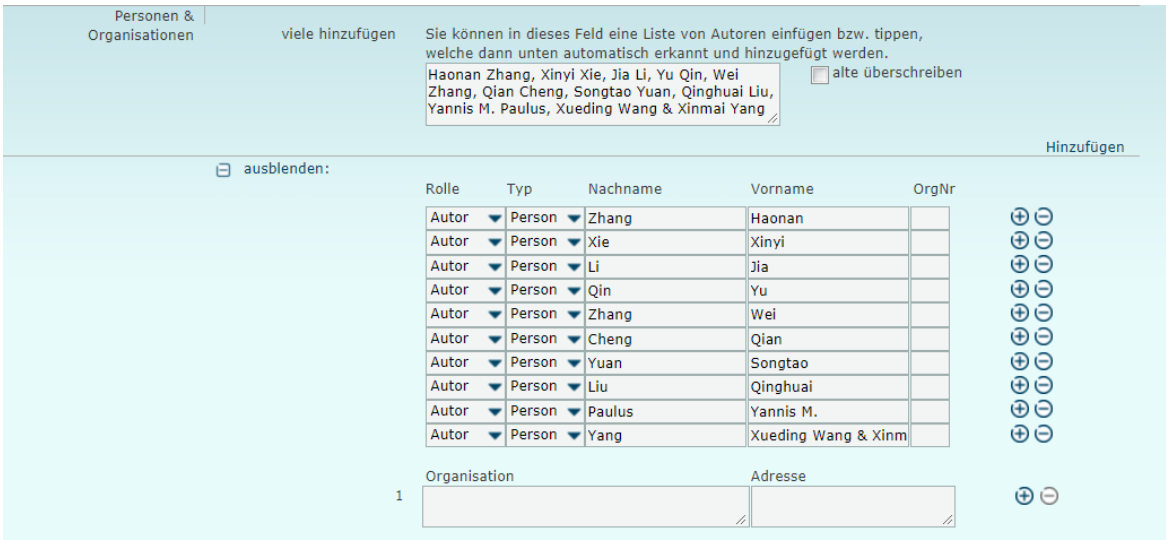 Personen &
Organisationen
viele hinzufügen
Sie können in dieses Feld eine Liste von Autoren einfügen bzw. tippen,
welche dann unten automatisch erkannt und hinzugefügt werden.
Haonan Zhang, Xinyi Xie, Jia Li, Yu Qin, Wei
Zhang, Qian Cheng, Songtao Yuan, Qinghuai Liu,
Yannis M. Paulus, Xueding Wang & Xinmai Yang
alte überschreiben
Hinzufügen
ausblenden:
Rolle Typ Nachname Vorname OrgNr
Autor Person Zhang Haonan
Autor Person Xie Xinyi
Autor Person Li Jia
Autor Person Qin Yu
Autor Person Zhang Wei
Autor Person Cheng Qian
Autor Person Yuan Songtao
Autor Person Liu Qinghuai
Autor Person Paulus Yannis M.
Autor Person Yang Xueding Wang & Xinm
Organisation Adresse
1